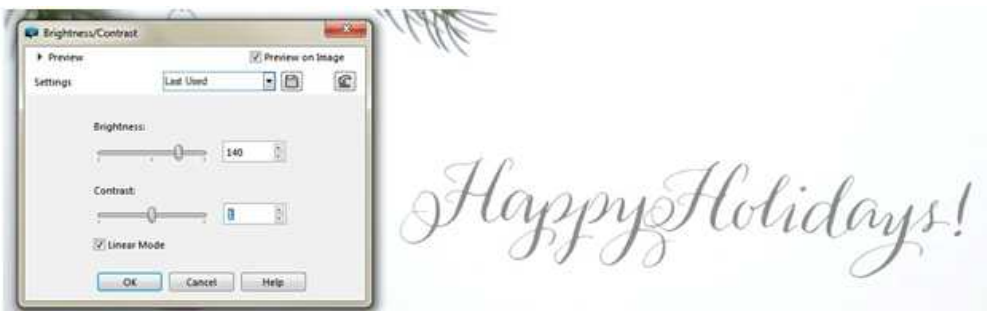 Brightness/Contrast
Preview
Preview on Image
Settings
Last Used
Brightness:
140
Contrast:
Linear Mode
OK
Cancel
Help
Happy Holidays!